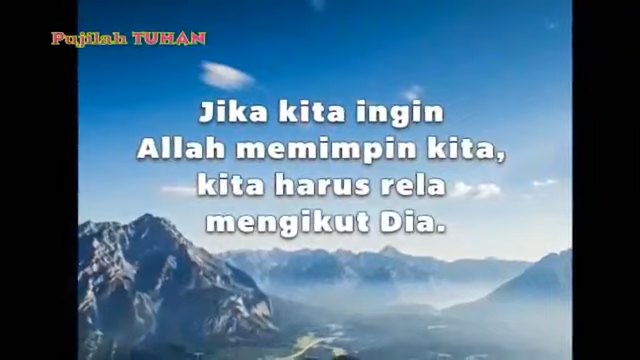 Pujilah TUHAN
Jika kita ingin
Allah memimpin kita,
kita harus rela
mengikut Dia.